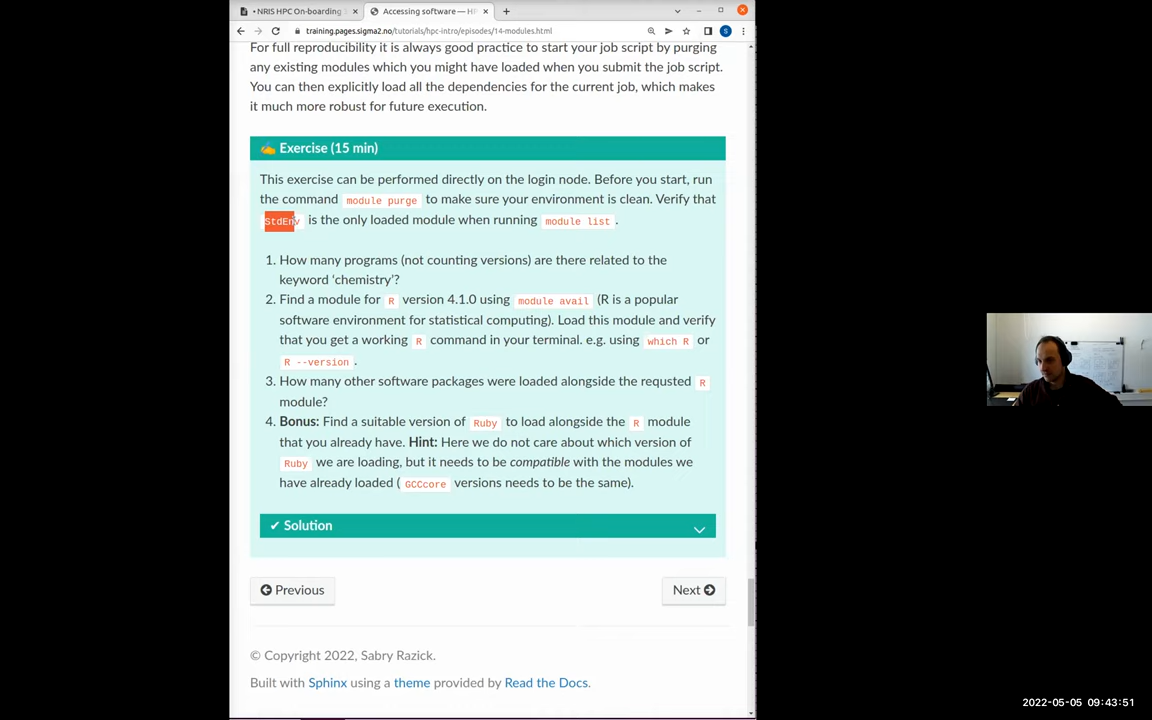 • NRIS HPC On-boarding
Accessing software — H
training.pages.sigma2.no/tutorials/hpc-intro/episodes/14-modules.html
For full reproducibility it is always good practice to start your job script by purging
any existing modules which you might have loaded when you submit the job script.
You can then explicitly load all the dependencies for the current job, which makes
it much more robust for future execution.
Exercise (15 min)
This exercise can be performed directly on the login node. Before you start, run
the command module purge to make sure your environment is clean. Verify that
StdEnv is the only loaded module when running module list.
1. How many programs (not counting versions) are there related to the
keyword ‘chemistry’?
2. Find a module for R version 4.1.0 using module avail (R is a popular
software environment for statistical computing). Load this module and verify
that you get a working R command in your terminal. e.g. using which R or
R --version.
3. How many other software packages were loaded alongside the requsted R
module?
4. Bonus: Find a suitable version of Ruby to load alongside the R module
that you already have. Hint: Here we do not care about which version of
Ruby we are loading, but it needs to be compatible with the modules we
have already loaded ( GCCcore versions needs to be the same).
✔ Solution
Previous
Next
© Copyright 2022, Sabry Razick.
Built with Sphinx using a theme provided by Read the Docs.
2022-05-05 09:43:51